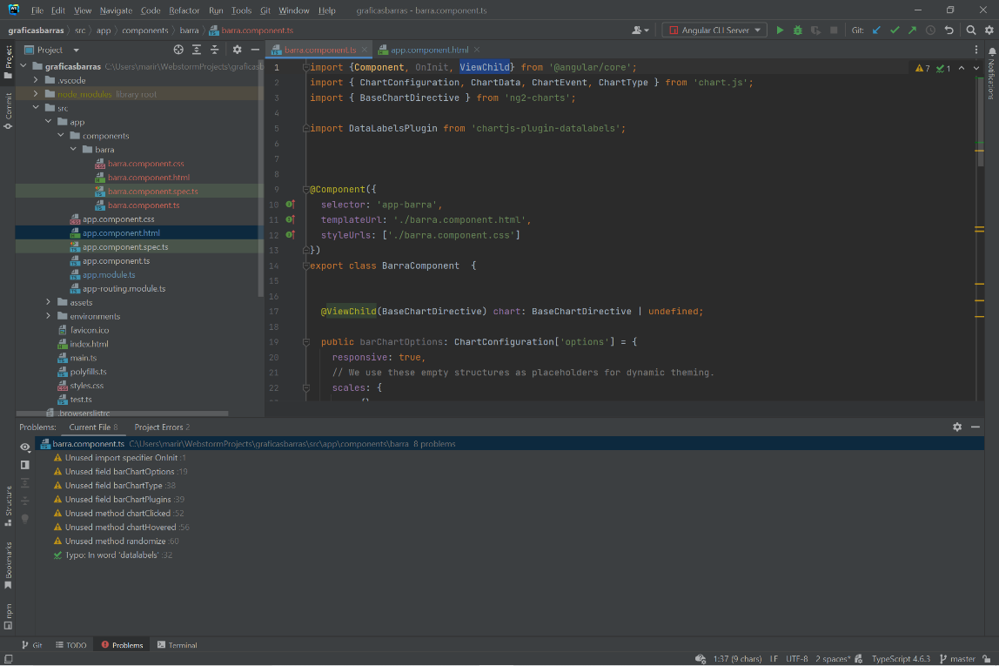 WS File Edit View Navigate Code Refactor Run Tools Git Window Help graficasbarras - barra.component.ts
graficasbarras src app components barra barra.component.ts Angular CLI Server Git:
Project
Commit
Structure
Bookmarks
npm
Notifications
Project
graficasbarras C:\Users\marir\WebstormProjects\graficasb
.vscode
node_modules library root
src
app
components
barra
barra.component.css
barra.component.html
barra.component.spec.ts
barra.component.ts
app.component.css
app.component.html
app.component.spec.ts
app.component.ts
app.module.ts
app-routing.module.ts
assets
environments
favicon.ico
index.html
main.ts
polyfills.ts
styles.css
test.ts
.browserslistrc
barra.component.ts app.component.html
7 1
1 import {Component, OnInit, ViewChild} from '@angular/core';
2 import { ChartConfiguration, ChartData, ChartEvent, ChartType } from 'chart.js';
3 import { BaseChartDirective } from 'ng2-charts';
4
5 import DataLabelsPlugin from 'chartjs-plugin-datalabels';
6
7
8
9 @Component({
10 selector: 'app-barra',
11 templateUrl: './barra.component.html',
12 styleUrls: ['./barra.component.css']
13 })
14 export class BarraComponent {
15
16
17 @ViewChild(BaseChartDirective) chart: BaseChartDirective | undefined;
18
19 public barChartOptions: ChartConfiguration['options'] = {
20 responsive: true,
21 // We use these empty structures as placeholders for dynamic theming.
22 scales: {
Problems: Current File 8 Project Errors 2
barra.component.ts C:\Users\marir\WebstormProjects\graficasbarras\src\app\components\barra 8 problems
Unused import specifier OnInit :1
Unused field barChartOptions :19
Unused field barChartType :38
Unused field barChartPlugins :39
Unused method chartClicked :52
Unused method chartHovered :56
Unused method randomize :60
Typo: In word 'datalabels' :32
Git TODO Problems Terminal
1:37 (9 chars) LF UTF-8 2 spaces* TypeScript 4.6.3 master